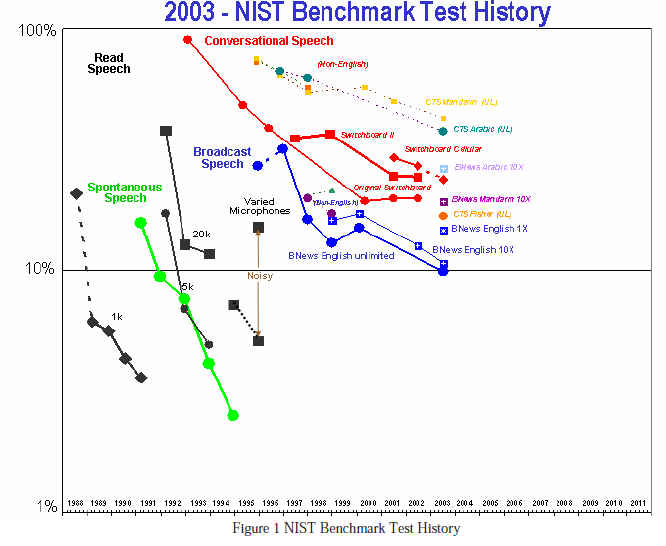 2003 - NIST Benchmark Test History
100%
Conversational Speech
Read
Speech
(Non-English)
CTS Mandarin (UL)
CTS Arabic (UL)
Switchboard II
Broadcast
Speech
Switchboard Cellular
BNews Arabic 10X
Spontaneous
Speech
Original Switchboard
Varied
Microphones
(Non-English)
BNews Mandarin 10X
CTS Fisher (UL)
BNews English 1X
20k
BNews English unlimited
BNews English 10X
10%
Noisy
5k
1k
1%
1988 1989 1990 1991 1992 1993 1994 1995 1996 1997 1998 1999 2000 2001 2002 2003 2004 2005 2006 2007 2008 2009 2010 2011
Figure 1 NIST Benchmark Test History